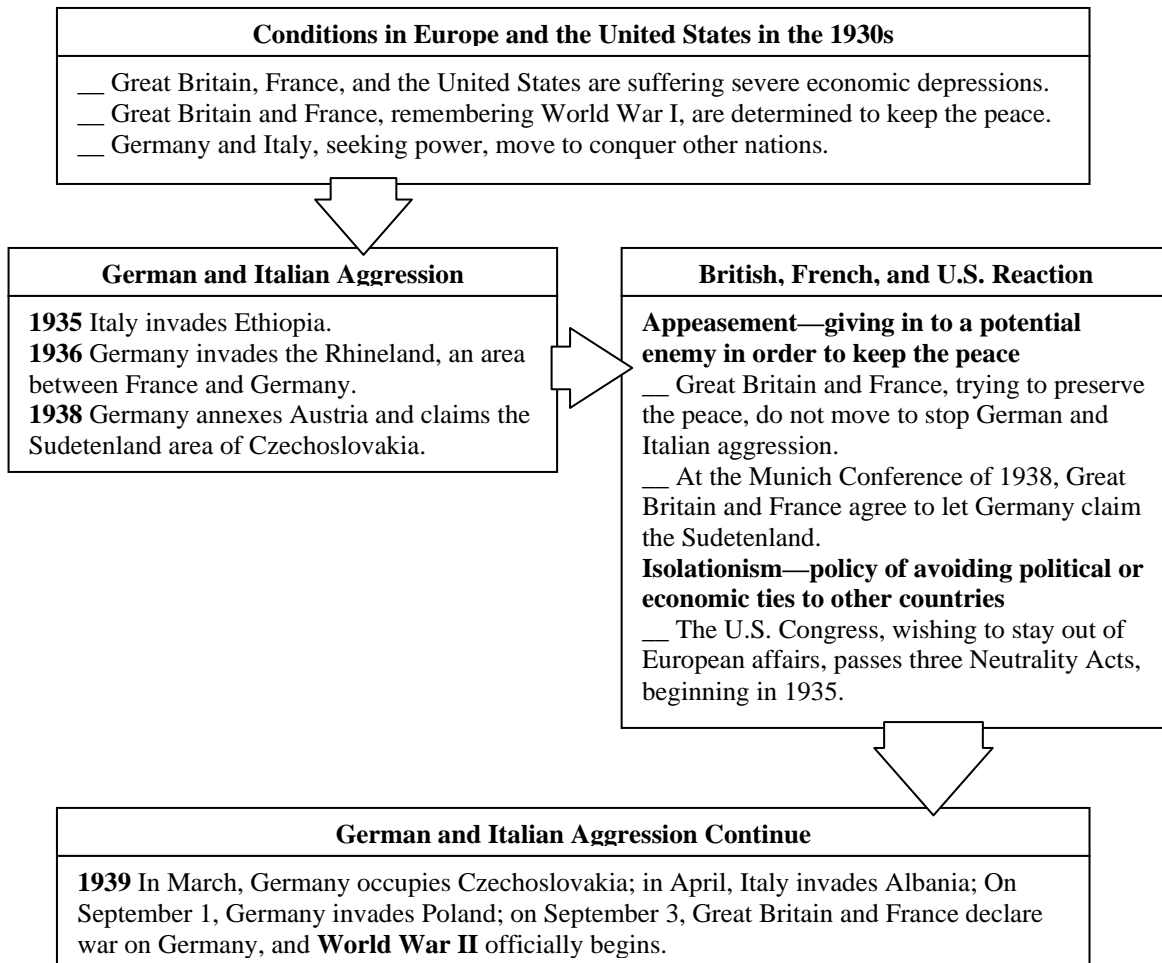 Conditions in Europe and the United States in the 1930s
__ Great Britain, France, and the United States are suffering severe economic depressions.
__ Great Britain and France, remembering World War I, are determined to keep the peace.
__ Germany and Italy, seeking power, move to conquer other nations.
German and Italian Aggression
1935 Italy invades Ethiopia.
1936 Germany invades the Rhineland, an area
between France and Germany.
1938 Germany annexes Austria and claims the
Sudetenland area of Czechoslovakia.
British, French, and U.S. Reaction
Appeasement—giving in to a potential
enemy in order to keep the peace
__ Great Britain and France, trying to preserve
the peace, do not move to stop German and
Italian aggression.
__ At the Munich Conference of 1938, Great
Britain and France agree to let Germany claim
the Sudetenland.
Isolationism—policy of avoiding political or
economic ties to other countries
__ The U.S. Congress, wishing to stay out of
European affairs, passes three Neutrality Acts,
beginning in 1935.
German and Italian Aggression Continue
1939 In March, Germany occupies Czechoslovakia; in April, Italy invades Albania; On
September 1, Germany invades Poland; on September 3, Great Britain and France declare
war on Germany, and World War II officially begins.